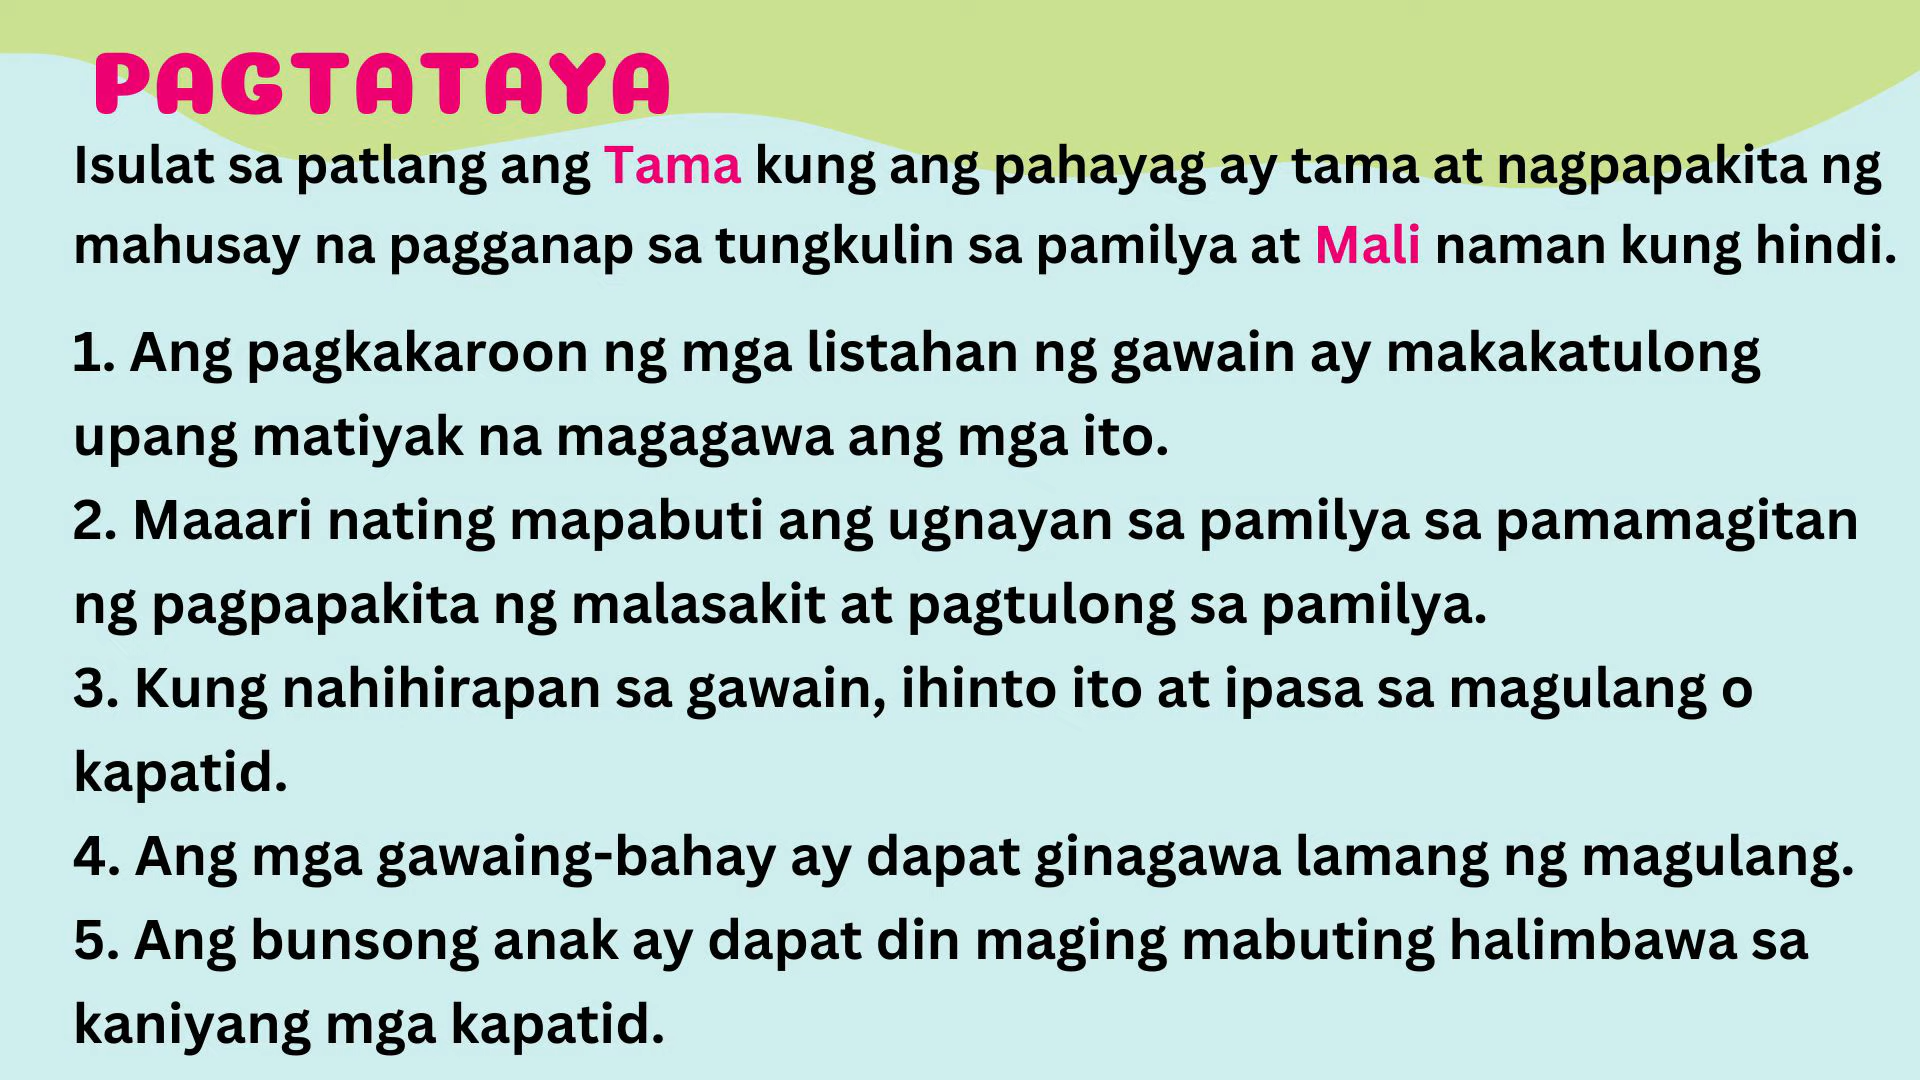 PAGTATAYA
Isulat sa patlang ang Tama kung ang pahayag ay tama at nagpapakita ng
mahusay na pagganap sa tungkulin sa pamilya at Mali naman kung hindi.
1. Ang pagkakaroon ng mga listahan ng gawain ay makakatulong
upang matiyak na magagawa ang mga ito.
2. Maaari nating mapabuti ang ugnayan sa pamilya sa pamamagitan
ng pagpapakita ng malasakit at pagtulong sa pamilya.
3. Kung nahihirapan sa gawain, ihinto ito at ipasa sa magulang o
kapatid.
4. Ang mga gawaing-bahay ay dapat ginagawa lamang ng magulang.
5. Ang bunsong anak ay dapat din maging mabuting halimbawa sa
kaniyang mga kapatid.